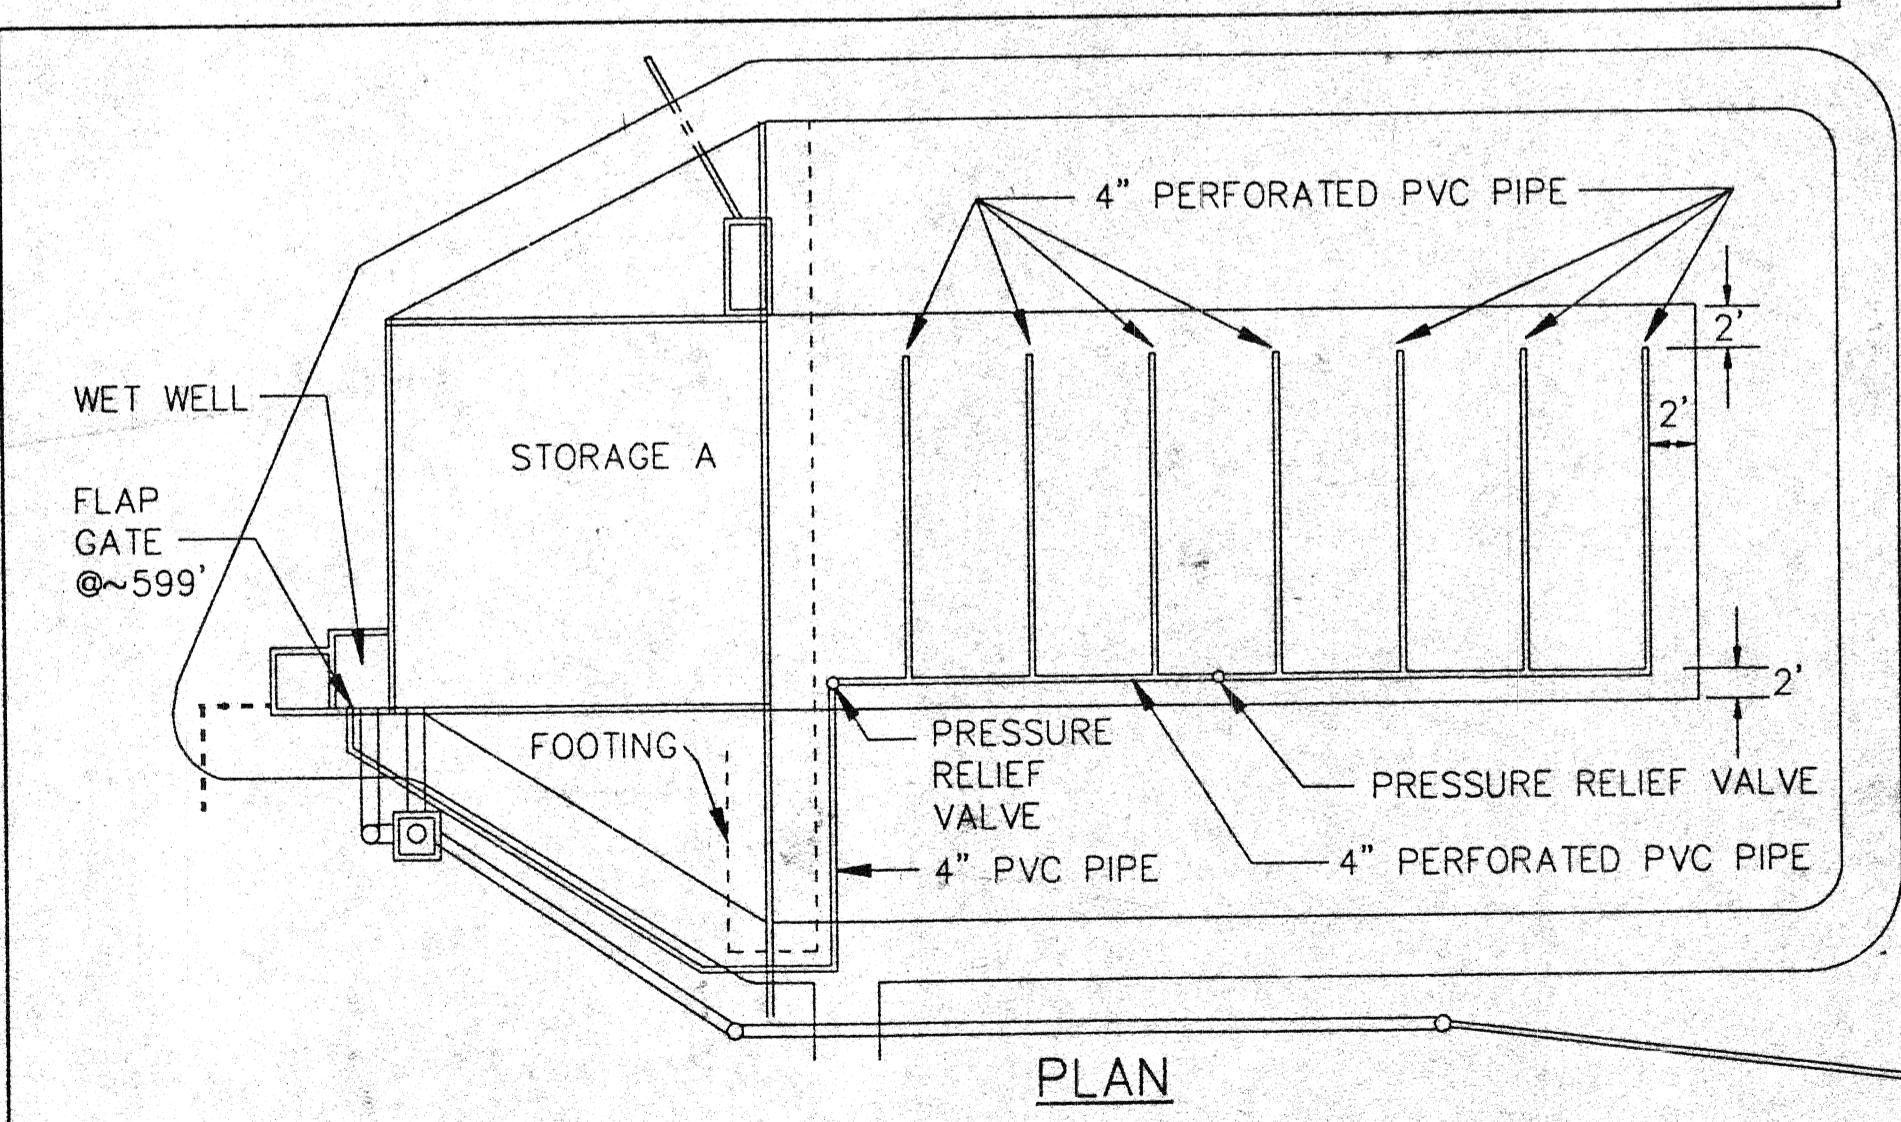 4" PERFORATED PVC PIPE
2'
WET WELL
2'
STORAGE A
FLAP
GATE
@~599'
2'
FOOTING
PRESSURE
RELIEF
VALVE
PRESSURE RELIEF VALVE
4" PVC PIPE
4" PERFORATED PVC PIPE
PLAN